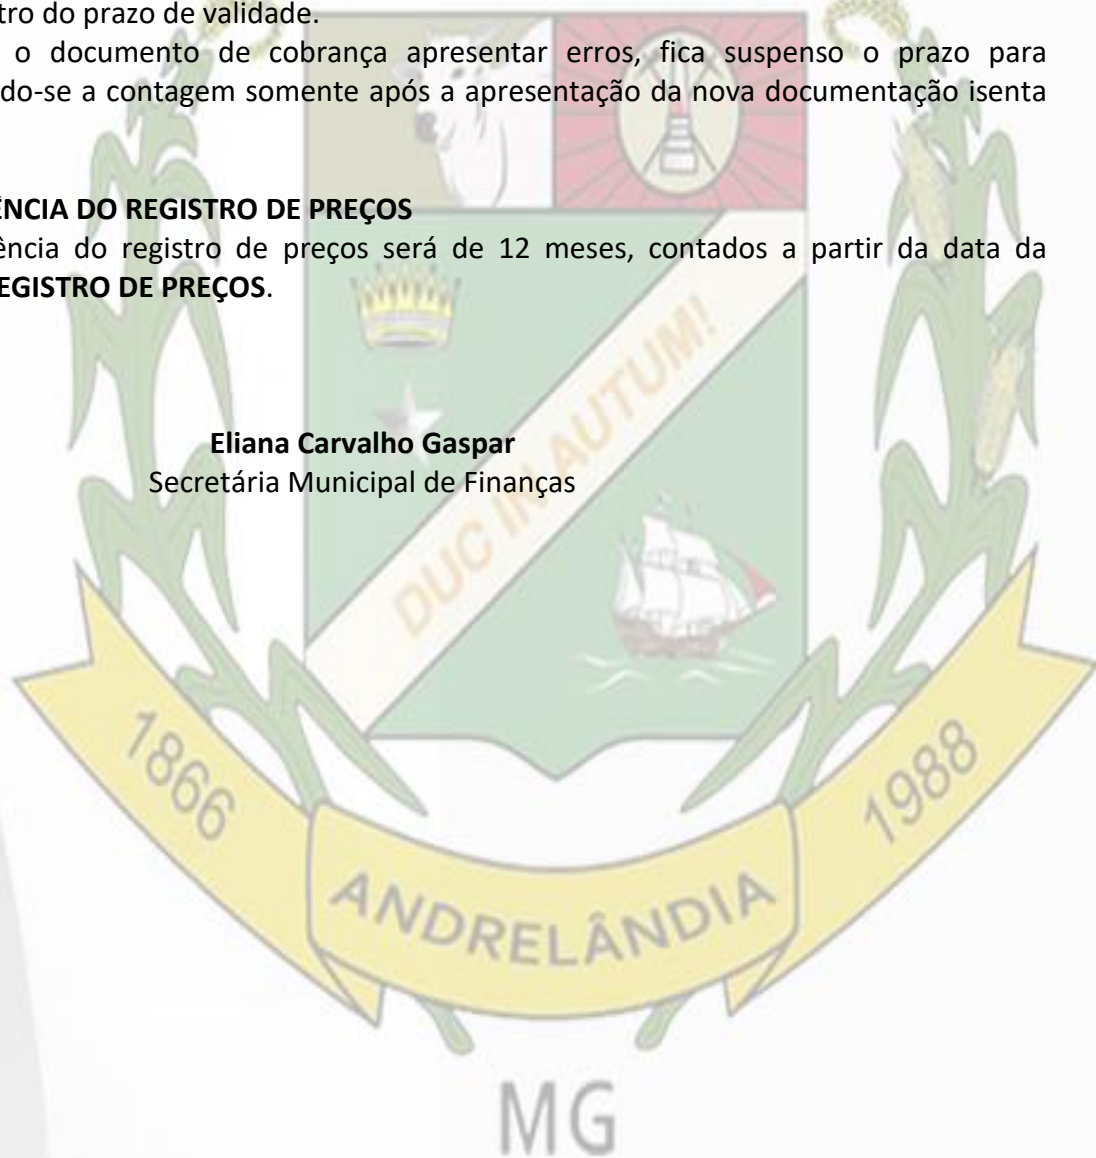 tro do prazo de validade.
o documento de cobrança apresentar erros, fica suspenso o prazo para
do-se a contagem somente após a apresentação da nova documentação isenta
ÊNCIA DO REGISTRO DE PREÇOS
ência do registro de preços será de 12 meses, contados a partir da data da
EGISTRO DE PREÇOS.
Eliana Carvalho Gaspar
Secretária Municipal de Finanças
DUC IN AUTUM!
1866
ANDRELÂNDIA
1988
MG